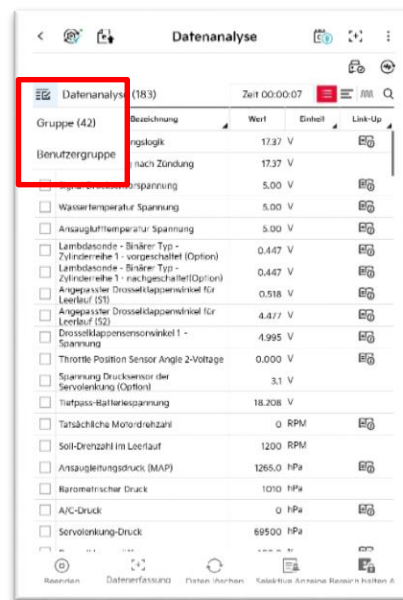 Datenanalyse
Datenanalyse (183)
Zeit 00:00:07
Gruppe (42)
Benutzergruppe
Bezeichnung
Wert
Einheit
Link-Up
ngslogik
17.37 V
nach Zündung
17.37 V
5.00 V
Wassertemperatur Spannung
5.00 V
Ansauglufttemperatur Spannung
5.00 V
Lambdasonde - Binärer Typ -
Zylinderreihe 1 - vorgeschaltet (Option)
0.447 V
Lambdasonde - Binärer Typ -
Zylinderreihe 1 - nachgeschaltet(Option)
0.447 V
Angepasster Drosselklappenwinkel für
Leerlauf (S1)
0.518 V
Angepasster Drosselklappenwinkel für
Leerlauf (S2)
4.477 V
Drosselklappensensorwinkel 1 -
Spannung
4.995 V
Throttle Position Sensor Angle 2-Voltage
0.000 V
Spannung Drucksensor der
Servolenkung (Option)
3.1 V
Tiefpass-Batteriespannung
18.208 V
Tatsächliche Motordrehzahl
0 RPM
Soll-Drehzahl im Leerlauf
1200 RPM
Ansaugleitungsdruck (MAP)
1265.0 hPa
Barometrischer Druck
1010 hPa
A/C-Druck
0 hPa
Servolenkung-Druck
69500 hPa
Beenden
Datenerfassung
Daten löschen
Selektive Anzeige
Bereich halten A